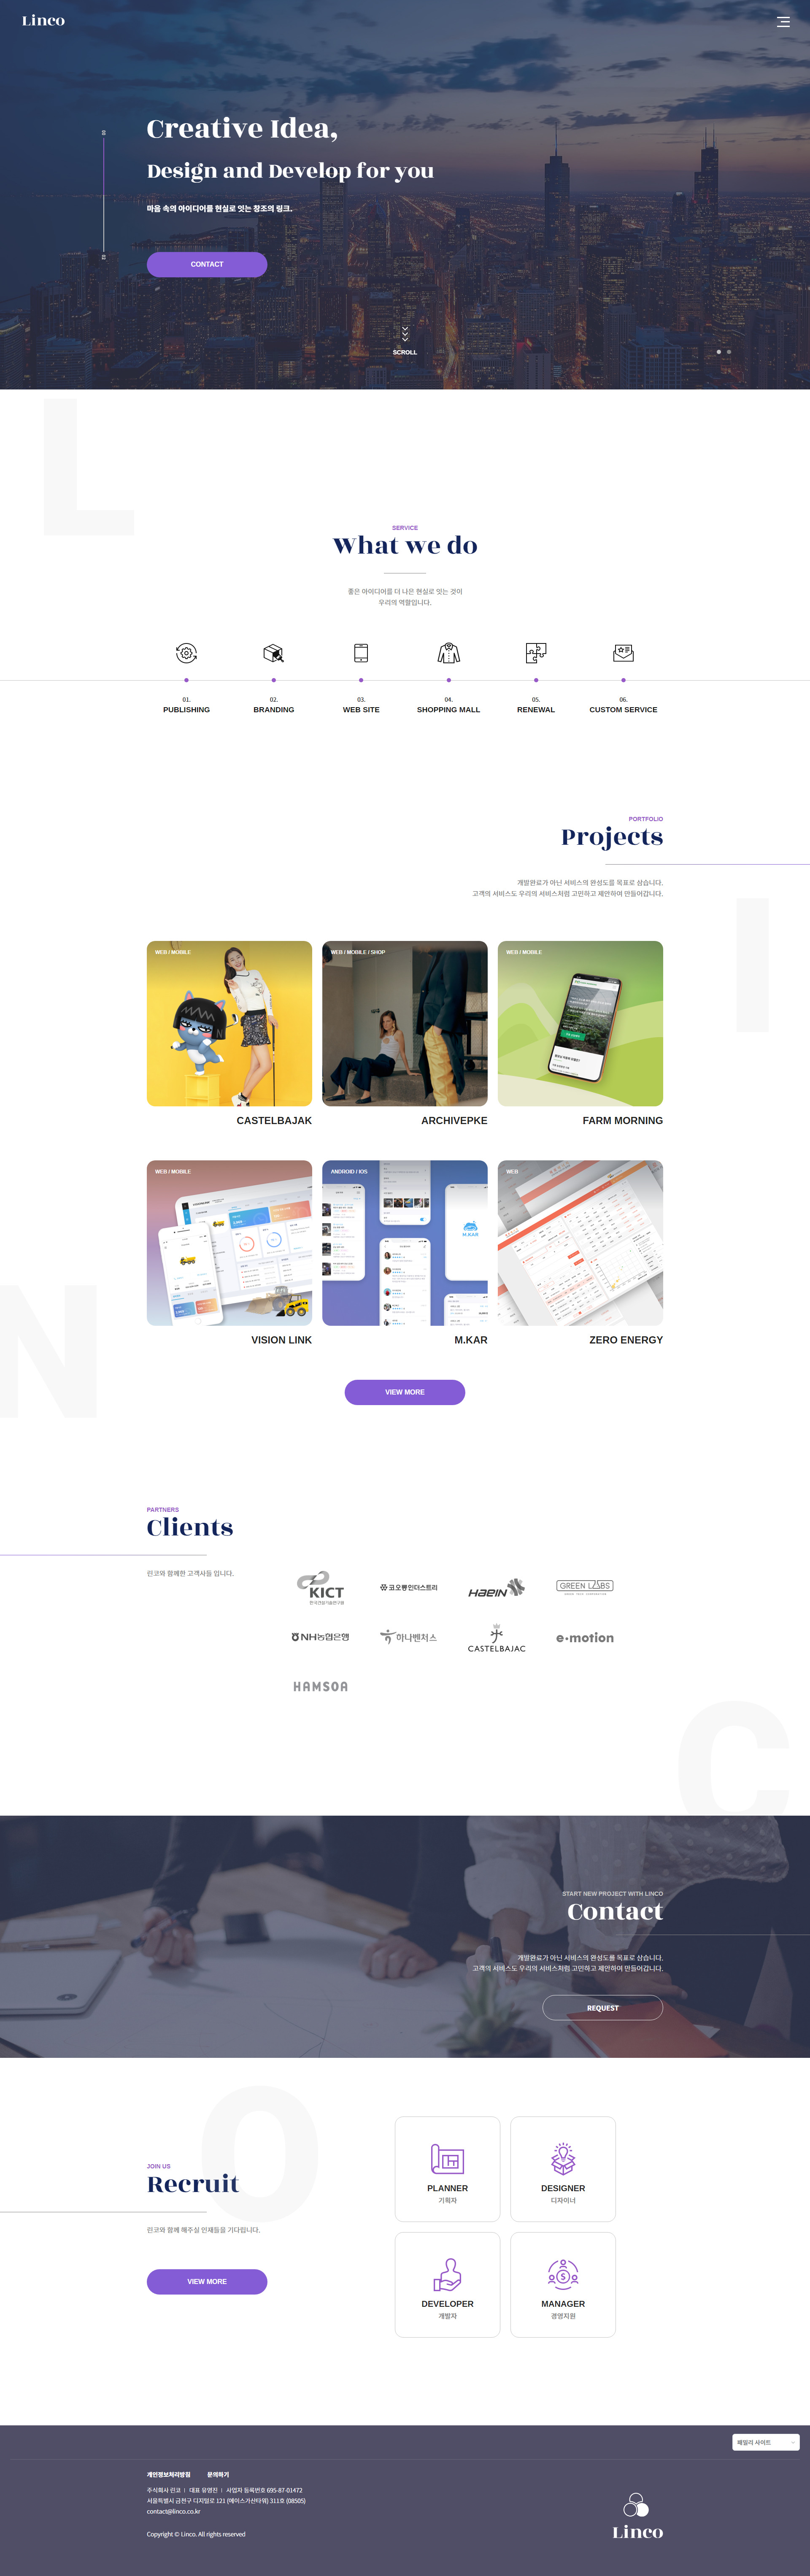 Linco
Creative Idea,
Design and Develop for you
마음 속의 아이디어를 현실로 잇는 창조의 링크.
CONTACT
SCROLL
L
SERVICE
What we do
좋은 아이디어를 더 나은 현실로 잇는 것이
우리의 역할입니다.
01.
PUBLISHING
02.
BRANDING
03.
WEB SITE
04.
SHOPPING MALL
05.
RENEWAL
06.
CUSTOM SERVICE
PORTFOLIO
Projects
개발완료가 아닌 서비스의 완성도를 목표로 삼습니다.
고객의 서비스도 우리의 서비스처럼 고민하고 제안하여 만들어갑니다.
I
WEB / MOBILE
CASTELBAJAK
WEB / MOBILE / SHOP
ARCHIVEPKE
WEB / MOBILE
FARM MORNING
WEB / MOBILE
VISION LINK
ANDROID / IOS
M.KAR
M.KAR
WEB
ZERO ENERGY
N
VIEW MORE
PARTNERS
Clients
린코와 함께한 고객사들 입니다.
KICT
한국건설기술연구원
코오롱인더스트리
HAEIN
GREEN LABS
NH농협은행
하나벤처스
CASTELBAJAC
e·motion
HAMSOA
C
START NEW PROJECT WITH LINCO
Contact
개발완료가 아닌 서비스의 완성도를 목표로 삼습니다.
고객의 서비스도 우리의 서비스처럼 고민하고 제안하여 만들어갑니다.
REQUEST
O
JOIN US
Recruit
린코와 함께 해주실 인재들을 기다립니다.
VIEW MORE
PLANNER
기획자
DESIGNER
디자이너
DEVELOPER
개발자
MANAGER
경영지원
패밀리 사이트
개인정보처리방침 문의하기
주식회사 린코 | 대표 유영진 | 사업자 등록번호 695-87-01472
서울특별시 금천구 디지털로 121 (에이스가산타워) 311호 (08505)
contact@linco.co.kr
Copyright © Linco. All rights reserved
Linco